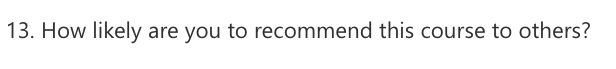 13. How likely are you to recommend this course to others?